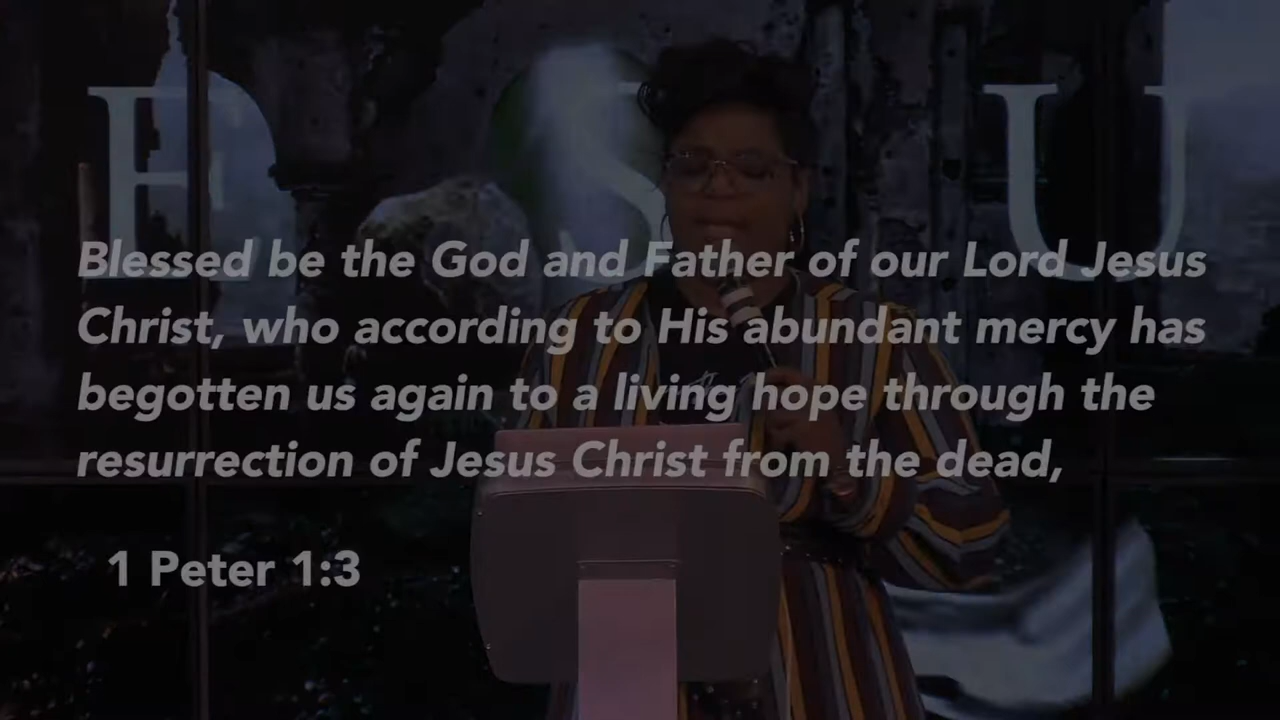 E S U
Blessed be the God and Father of our Lord Jesus
Christ, who according to His abundant mercy has
begotten us again to a living hope through the
resurrection of Jesus Christ from the dead,
1 Peter 1:3